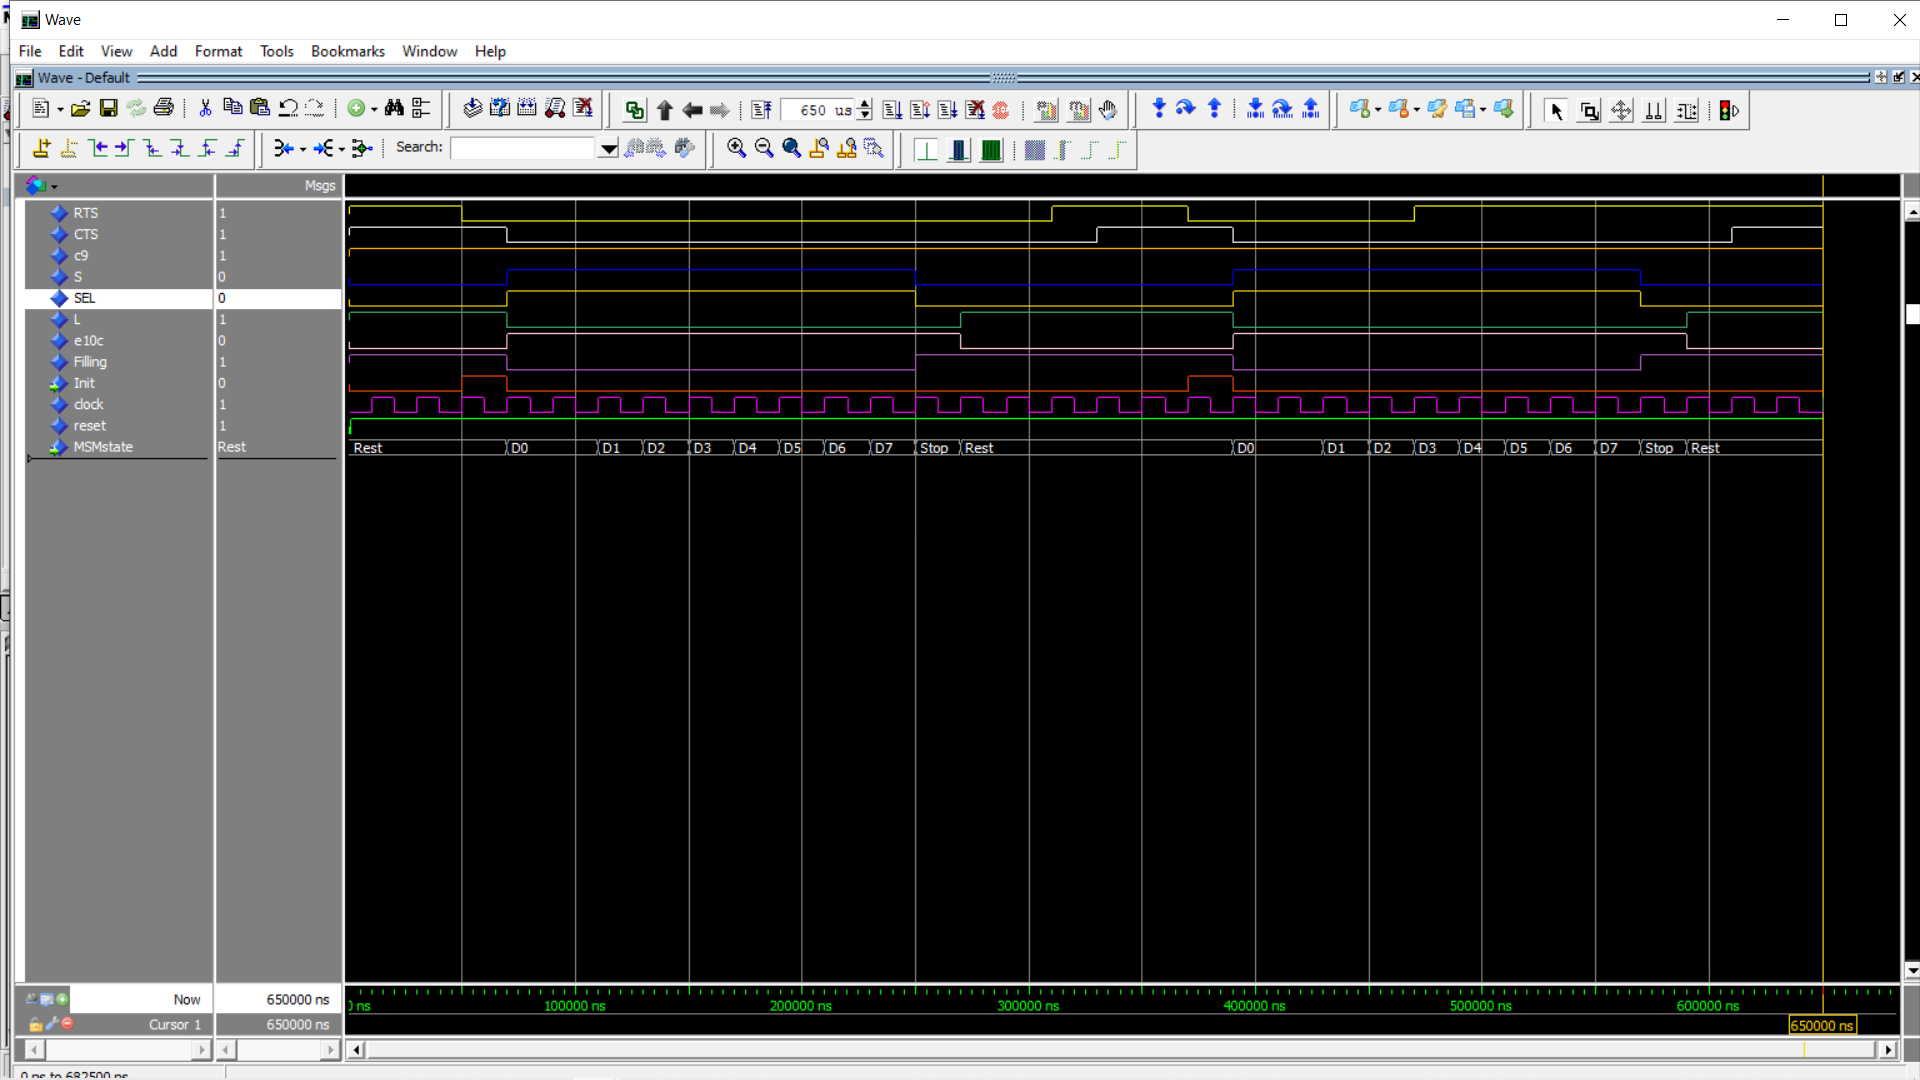 Wave
File Edit View Add Format Tools Bookmarks Window Help
Wave - Default
650 us
Search:
Msgs
RTS 1
CTS 1
c9 1
S 0
SEL 0
L 1
e10c 0
Filling 1
Init 0
clock 1
reset 1
MSMstate Rest Rest D0 D1 D2 D3 D4 D5 D6 D7 Stop Rest D0 D1 D2 D3 D4 D5 D6 D7 Stop Rest
Now 650000 ns ns 100000 ns 200000 ns 300000 ns 400000 ns 500000 ns 600000 ns
Cursor 1 650000 ns 650000 ns
0 ns to 682500 ns